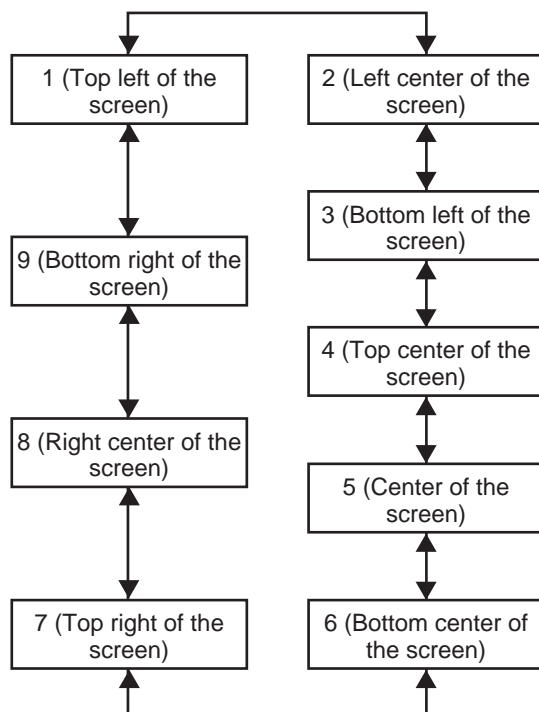 1 (Top left of the
screen)
2 (Left center of the
screen)
3 (Bottom left of the
screen)
9 (Bottom right of the
screen)
4 (Top center of the
screen)
8 (Right center of the
screen)
5 (Center of the
screen)
7 (Top right of the
screen)
6 (Bottom center of
the screen)